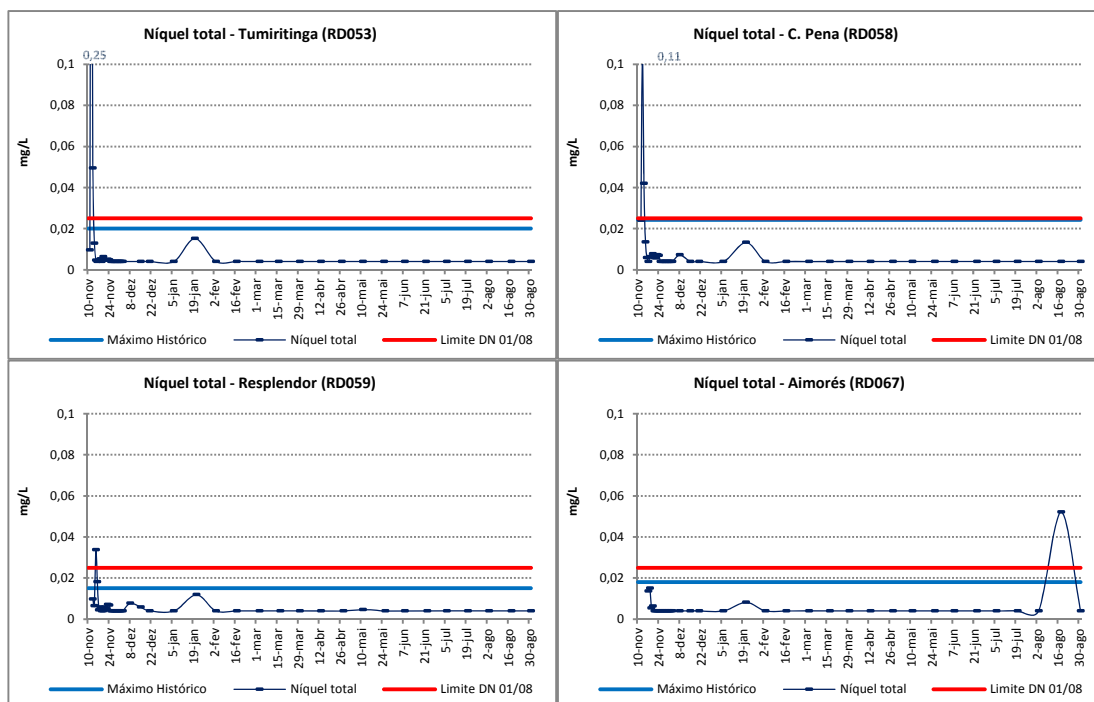 Níquel total - Tumiritinga (RD053)
0,25
0,1
0,08
0,06
0,04
0,02
0
mg/L
10-nov
24-nov
8-dez
22-dez
5-jan
19-jan
2-fev
16-fev
1-mar
15-mar
29-mar
12-abr
26-abr
10-mai
24-mai
7-jun
21-jun
5-jul
19-jul
2-ago
16-ago
30-ago
Máximo Histórico Níquel total Limite DN 01/08
Níquel total - C. Pena (RD058)
0,11
0,1
0,08
0,06
0,04
0,02
0
mg/L
10-nov
24-nov
8-dez
22-dez
5-jan
19-jan
2-fev
16-fev
1-mar
15-mar
29-mar
12-abr
26-abr
10-mai
24-mai
7-jun
21-jun
5-jul
19-jul
2-ago
16-ago
30-ago
Máximo Histórico Níquel total Limite DN 01/08
Níquel total - Resplendor (RD059)
0,1
0,08
0,06
0,04
0,02
0
mg/L
10-nov
24-nov
8-dez
22-dez
5-jan
19-jan
2-fev
16-fev
1-mar
15-mar
29-mar
12-abr
26-abr
10-mai
24-mai
7-jun
21-jun
5-jul
19-jul
2-ago
16-ago
30-ago
Máximo Histórico Níquel total Limite DN 01/08
Níquel total - Aimorés (RD067)
0,1
0,08
0,06
0,04
0,02
0
mg/L
10-nov
24-nov
8-dez
22-dez
5-jan
19-jan
2-fev
16-fev
1-mar
15-mar
29-mar
12-abr
26-abr
10-mai
24-mai
7-jun
21-jun
5-jul
19-jul
2-ago
16-ago
30-ago
Máximo Histórico Níquel total Limite DN 01/08